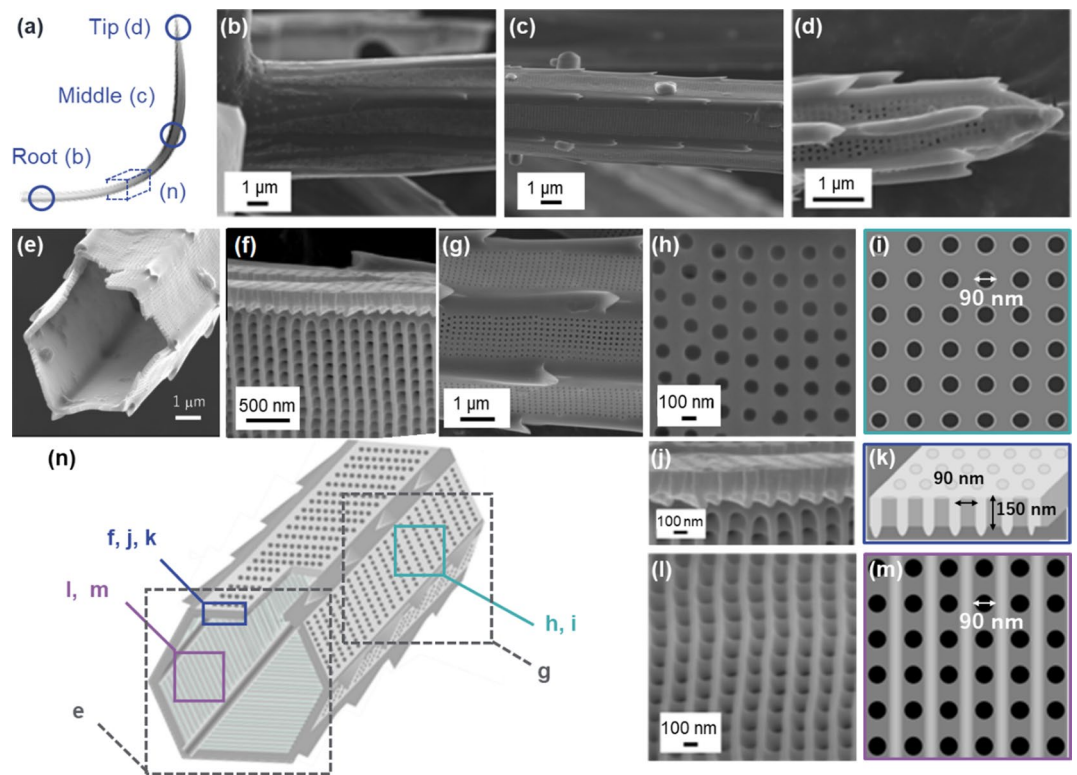 (a)
Tip (d)
Middle (c)
Root (b)
(n)
(b)
1 μm
(c)
1 μm
(d)
1 μm
(e)
1 μm
(f)
500 nm
(g)
1 μm
(h)
100 nm
(i)
90 nm
(j)
100 nm
(k)
90 nm
150 nm
(l)
100 nm
(m)
90 nm
(n)
f, j, k
l, m
h, i
g
e